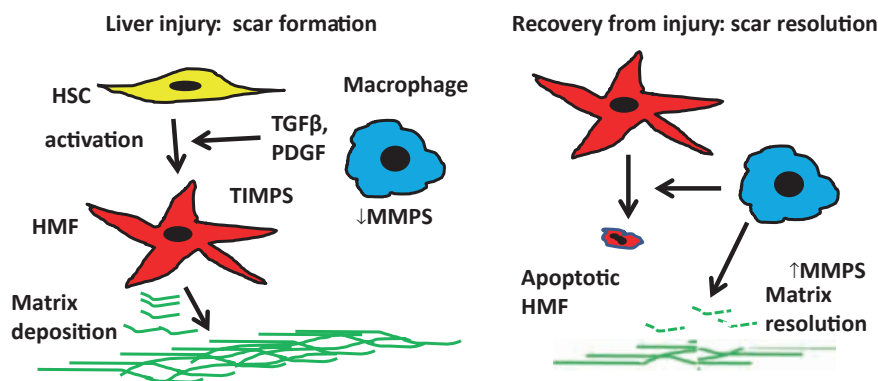 Liver injury: scar formation
HSC
Macrophage
activation
TGFβ,
PDGF
TIMPS
HMF
↓MMPS
Matrix
deposition
Recovery from injury: scar resolution
Apoptotic
HMF
↑MMPS
Matrix
resolution